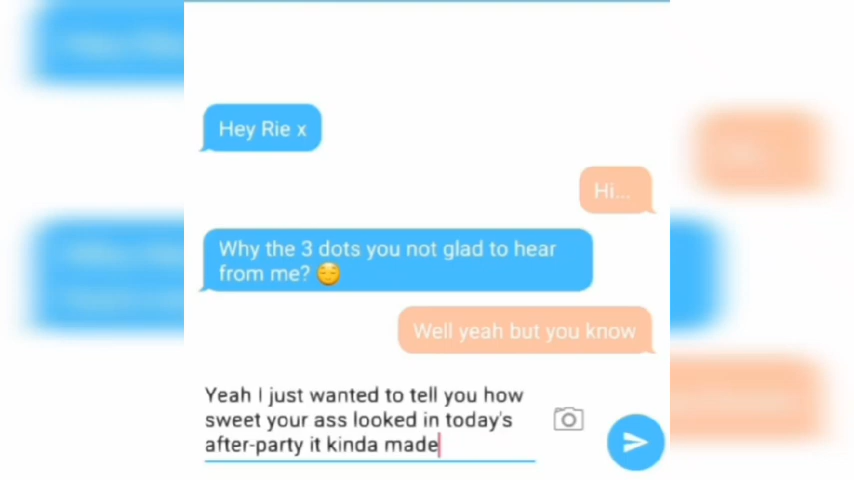 Hey Rie x
Hi...
Why the 3 dots you not glad to hear
from me? 😔
Well yeah but you know
Yeah I just wanted to tell you how
sweet your ass looked in today's
after-party it kinda made